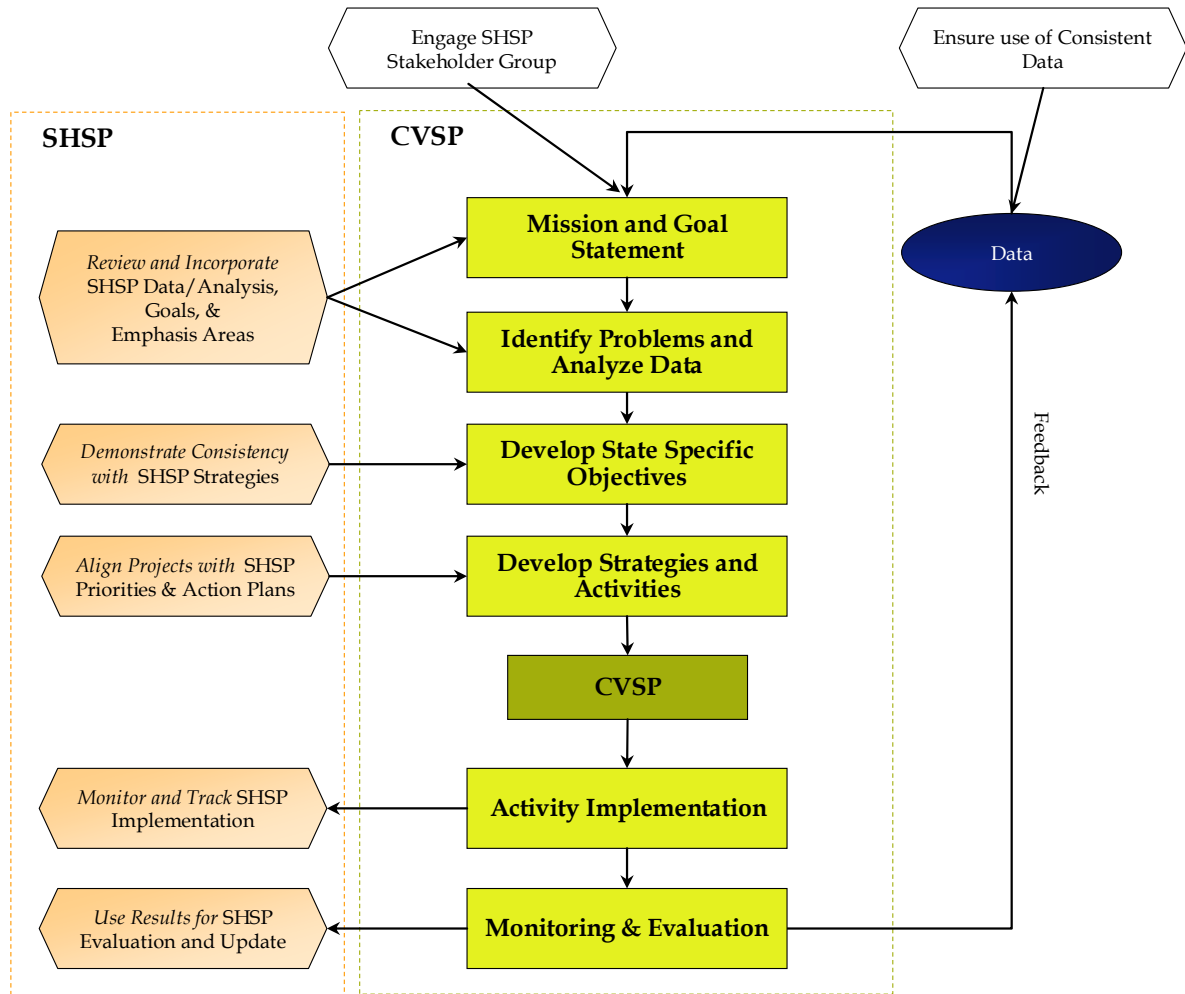 Engage SHSP
Stakeholder Group
Ensure use of Consistent
Data
SHSP
CVSP
Mission and Goal
Statement
Review and Incorporate
SHSP Data/Analysis,
Goals, &
Emphasis Areas
Data
Identify Problems and
Analyze Data
Demonstrate Consistency
with SHSP Strategies
Develop State Specific
Objectives
Feedback
Align Projects with SHSP
Priorities & Action Plans
Develop Strategies and
Activities
CVSP
Monitor and Track SHSP
Implementation
Activity Implementation
Use Results for SHSP
Evaluation and Update
Monitoring & Evaluation